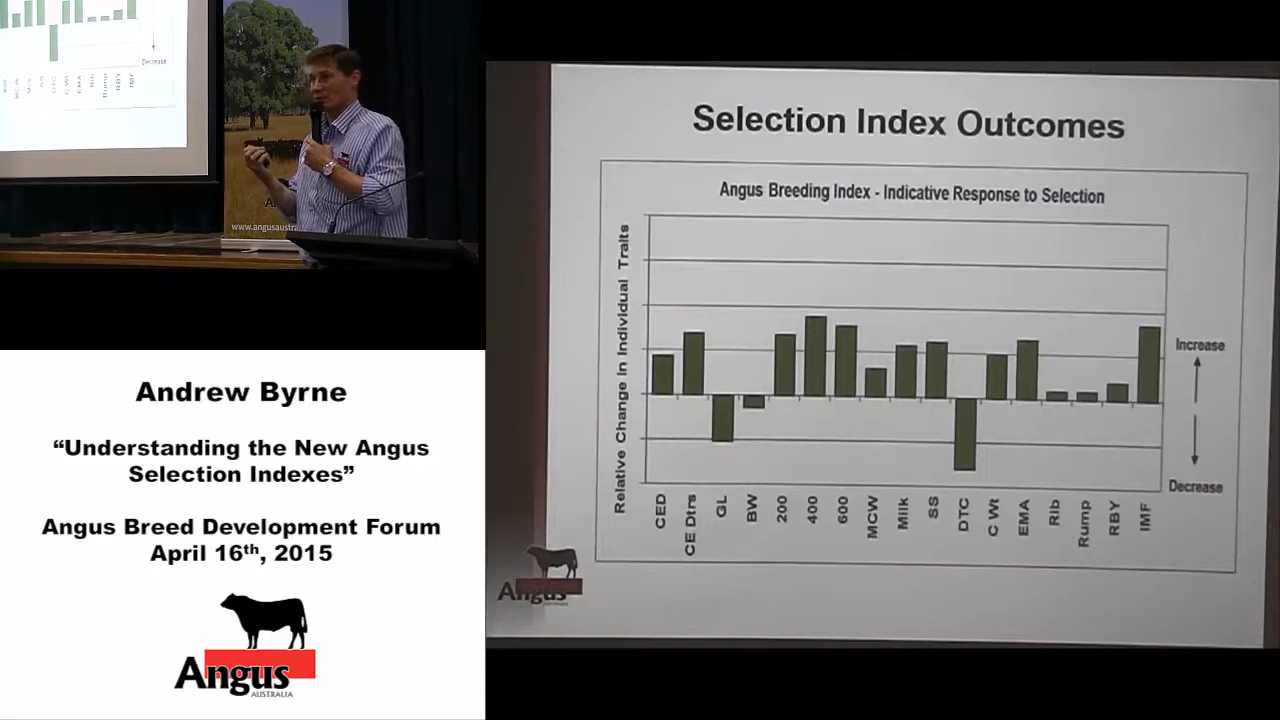 Decrease
www.angusaustra
Andrew Byrne
“Understanding the New Angus
Selection Indexes”
Angus Breed Development Forum
April 16th, 2015
Angus
AUSTRALIA
Selection Index Outcomes
Angus Breeding Index - Indicative Response to Selection
Relative Change in Individual Traits
Increase
Decrease
CED
CE Dtrs
GL
BW
200
400
600
MCW
Milk
SS
DTC
C Wt
EMA
Rib
Rump
RBY
IMF
Angus